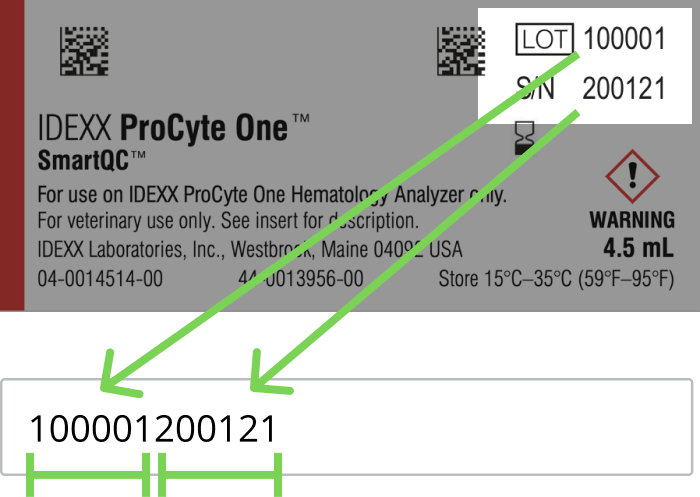 LOT 100001
S/N 200121
IDEXX ProCyte One™
SmartQC™
For use on IDEXX ProCyte One Hematology Analyzer only.
For veterinary use only. See insert for description.
IDEXX Laboratories, Inc., Westbrook, Maine 04092 USA
04-0014514-00 44-0013956-00 Store 15°C–35°C (59°F–95°F)
WARNING
4.5 mL
100001200121